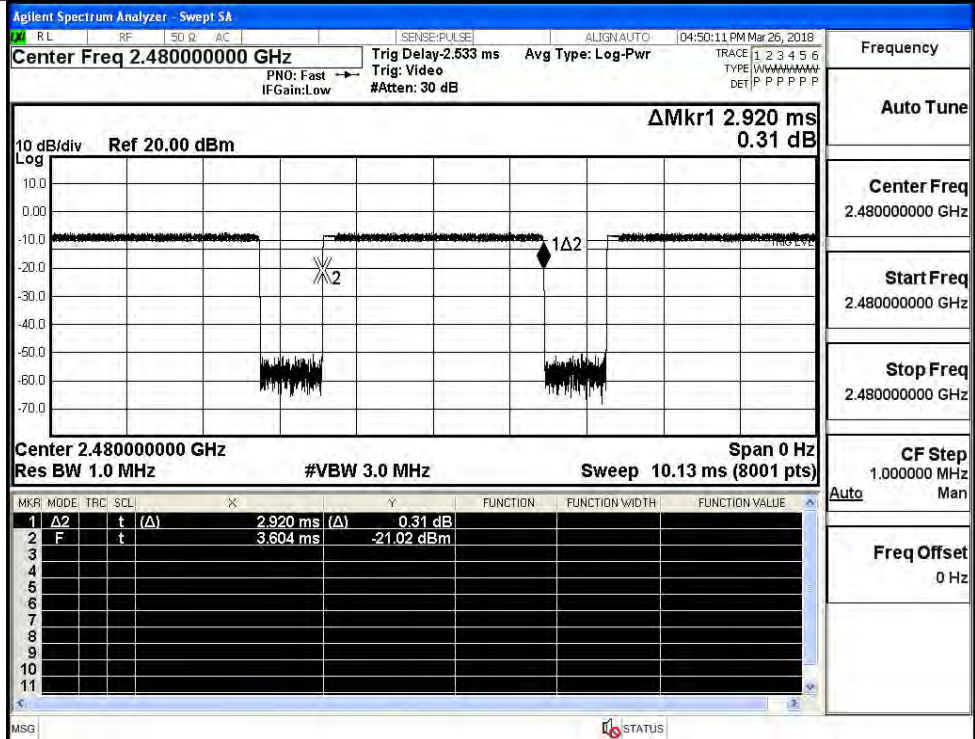 Agilent Spectrum Analyzer - Swept SA
LXI RL RF 50 Ω AC SENSE:PULSE ALIGN AUTO 04:50:11 PM Mar 26, 2018
Center Freq 2.480000000 GHz
PNO: Fast
IFGain:Low
Trig Delay-2.533 ms
Trig: Video
#Atten: 30 dB
Avg Type: Log-Pwr
TRACE 1 2 3 4 5 6
TYPE WWWWWW
DET P P P P P P
ΔMkr1 2.920 ms
0.31 dB
10 dB/div Ref 20.00 dBm
Log
10.0
0.00
-10.0
-20.0
-30.0
-40.0
-50.0
-60.0
-70.0
1Δ2
2
TRIG LVL
Center 2.480000000 GHz Span 0 Hz
Res BW 1.0 MHz #VBW 3.0 MHz Sweep 10.13 ms (8001 pts)
MKR MODE TRC SCL X Y FUNCTION FUNCTION WIDTH FUNCTION VALUE
1 Δ2 t (Δ) 2.920 ms (Δ) 0.31 dB
2 F t 3.604 ms -21.02 dBm
3
4
5
6
7
8
9
10
11
MSG STATUS
Frequency
Auto Tune
Center Freq
2.480000000 GHz
Start Freq
2.480000000 GHz
Stop Freq
2.480000000 GHz
CF Step
1.000000 MHz
Auto Man
Freq Offset
0 Hz